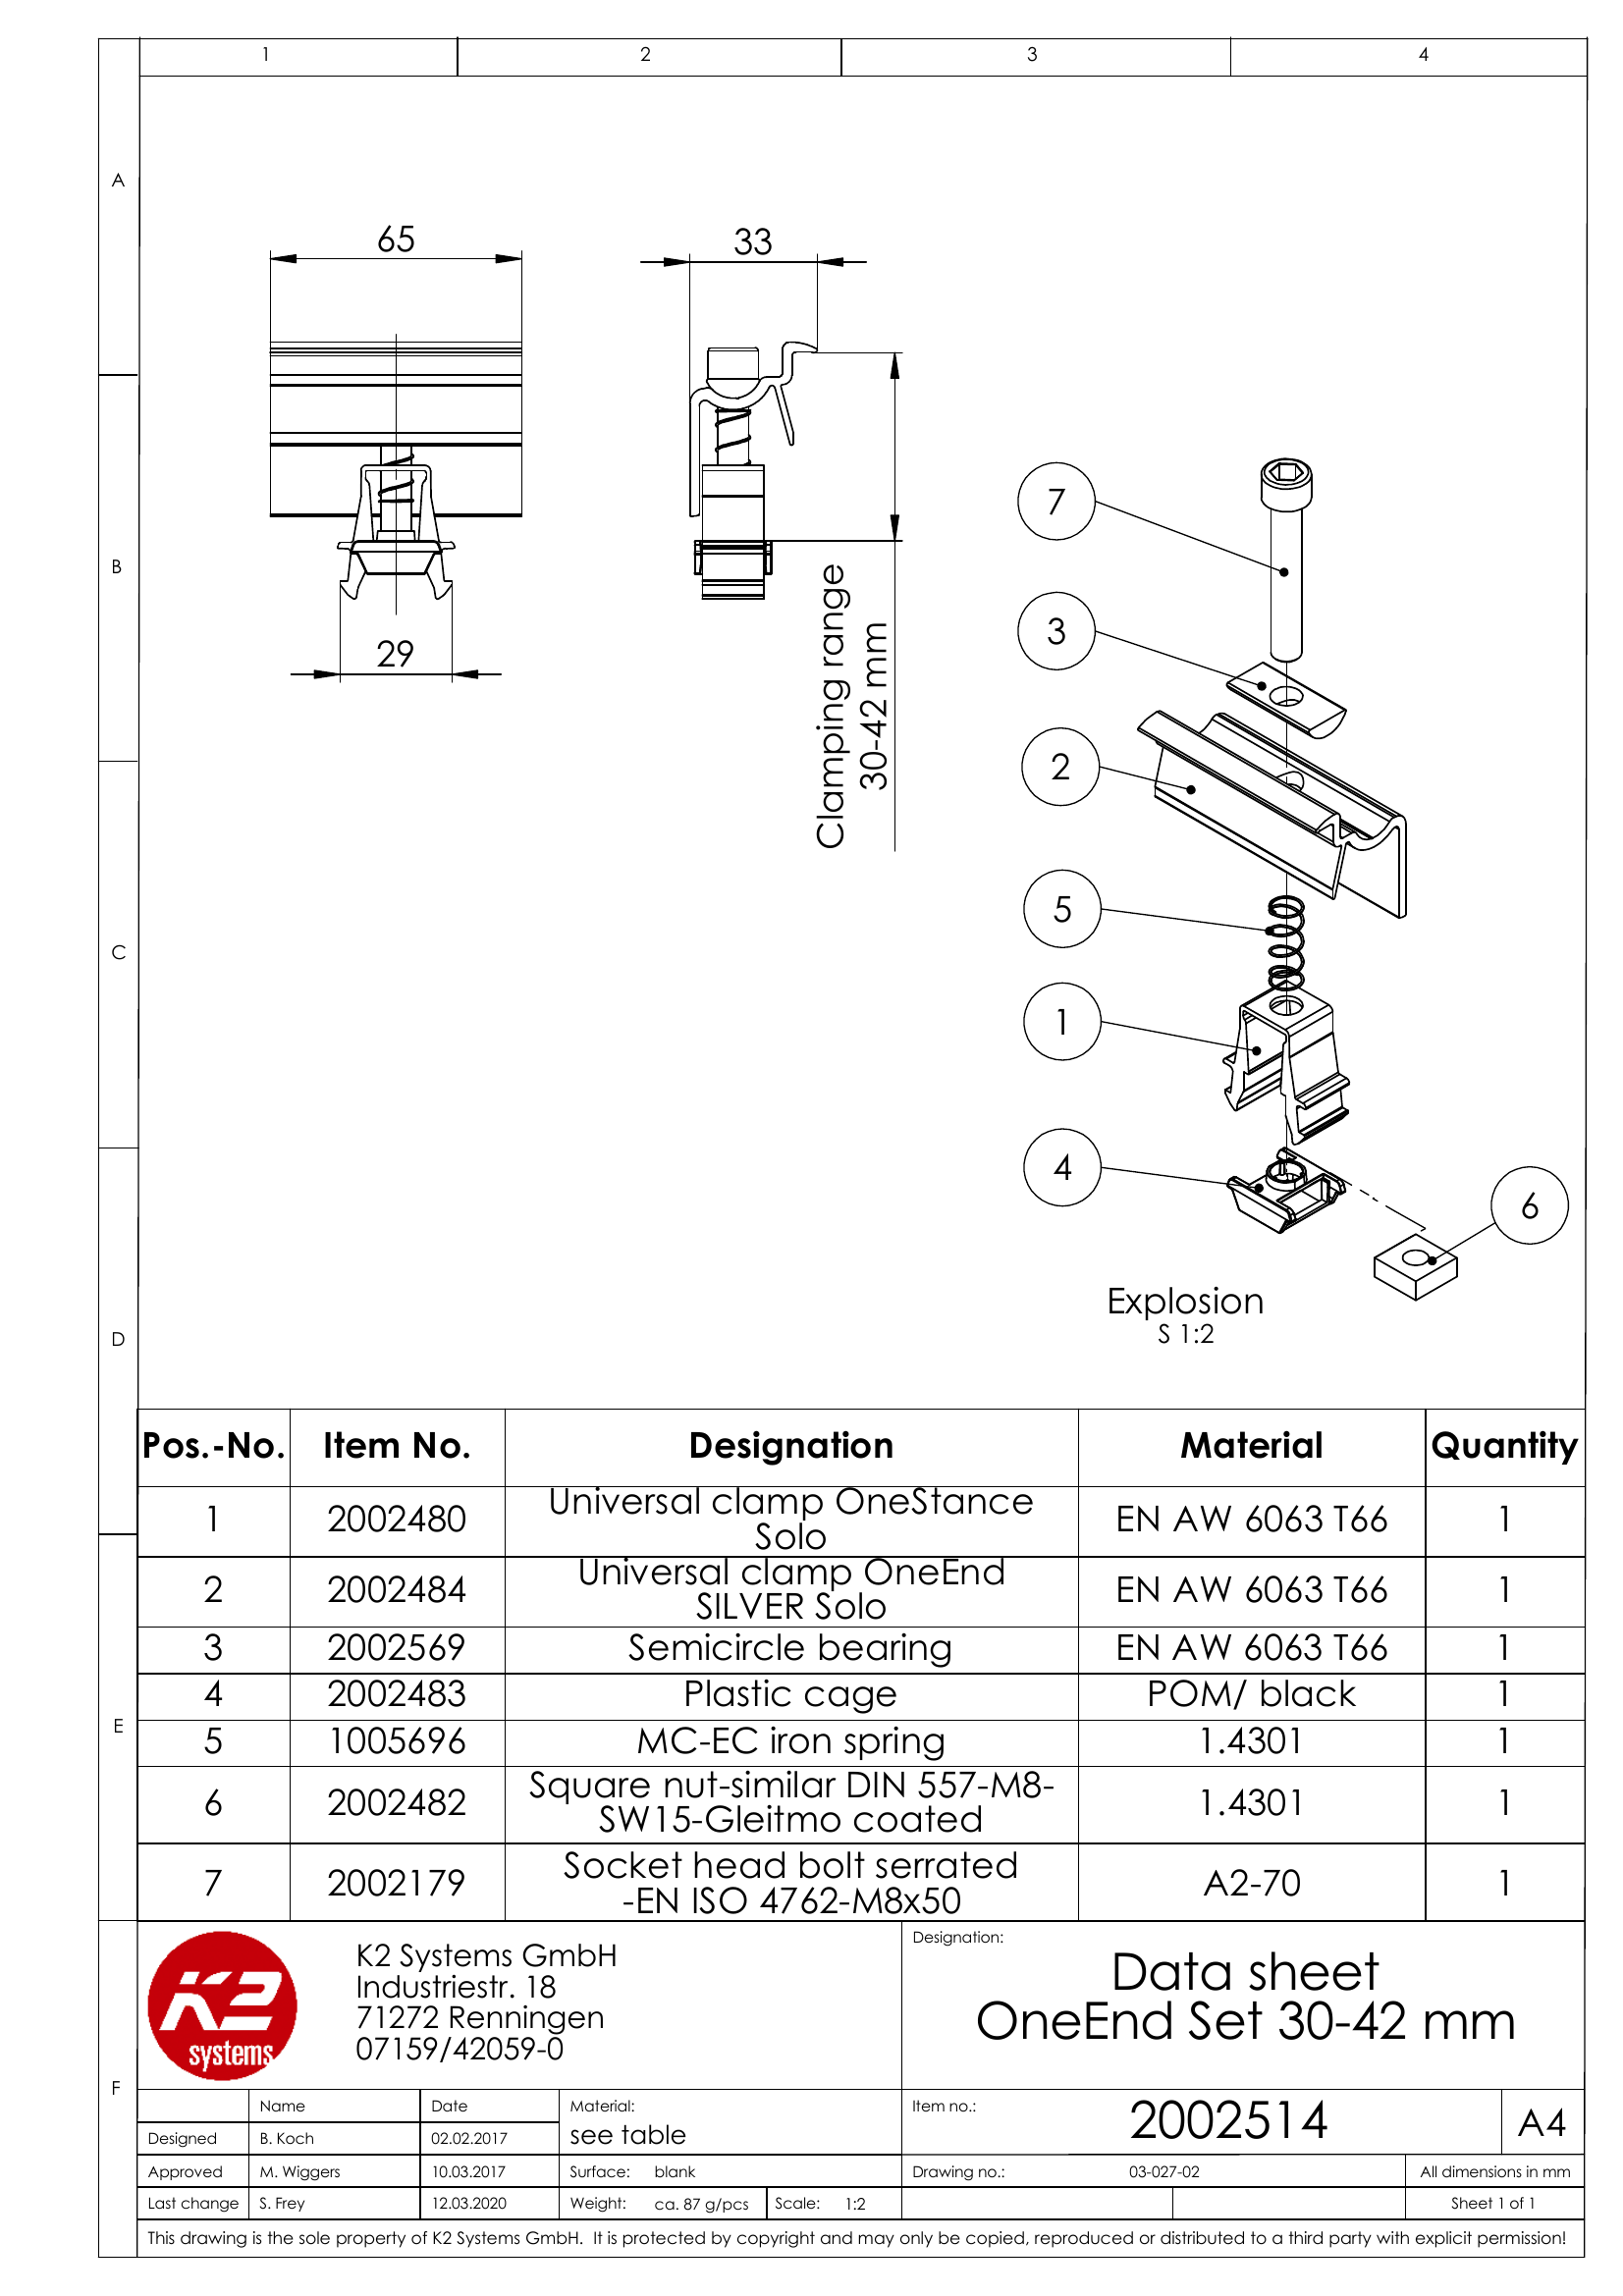 1 2 3 4
A
B
C
D
E
F
65
33
29
Clamping range
30-42 mm
7
3
2
5
1
4
6
Explosion
S 1:2
Pos.-No. Item No. Designation Material Quantity
1 2002480 Universal clamp OneStance Solo EN AW 6063 T66 1
2 2002484 Universal clamp OneEnd SILVER Solo EN AW 6063 T66 1
3 2002569 Semicircle bearing EN AW 6063 T66 1
4 2002483 Plastic cage POM/ black 1
5 1005696 MC-EC iron spring 1.4301 1
6 2002482 Square nut-similar DIN 557-M8-SW15-Gleitmo coated 1.4301 1
7 2002179 Socket head bolt serrated -EN ISO 4762-M8x50 A2-70 1
K2 systems
K2 Systems GmbH
Industriestr. 18
71272 Renningen
07159/42059-0
Designation:
Data sheet
OneEnd Set 30-42 mm
Name Date
Designed B. Koch 02.02.2017
Approved M. Wiggers 10.03.2017
Last change S. Frey 12.03.2020
Material:
see table
Surface: blank
Weight: ca. 87 g/pcs Scale: 1:2
Item no.: 2002514 A4
Drawing no.: 03-027-02 All dimensions in mm
Sheet 1 of 1
This drawing is the sole property of K2 Systems GmbH. It is protected by copyright and may only be copied, reproduced or distributed to a third party with explicit permission!